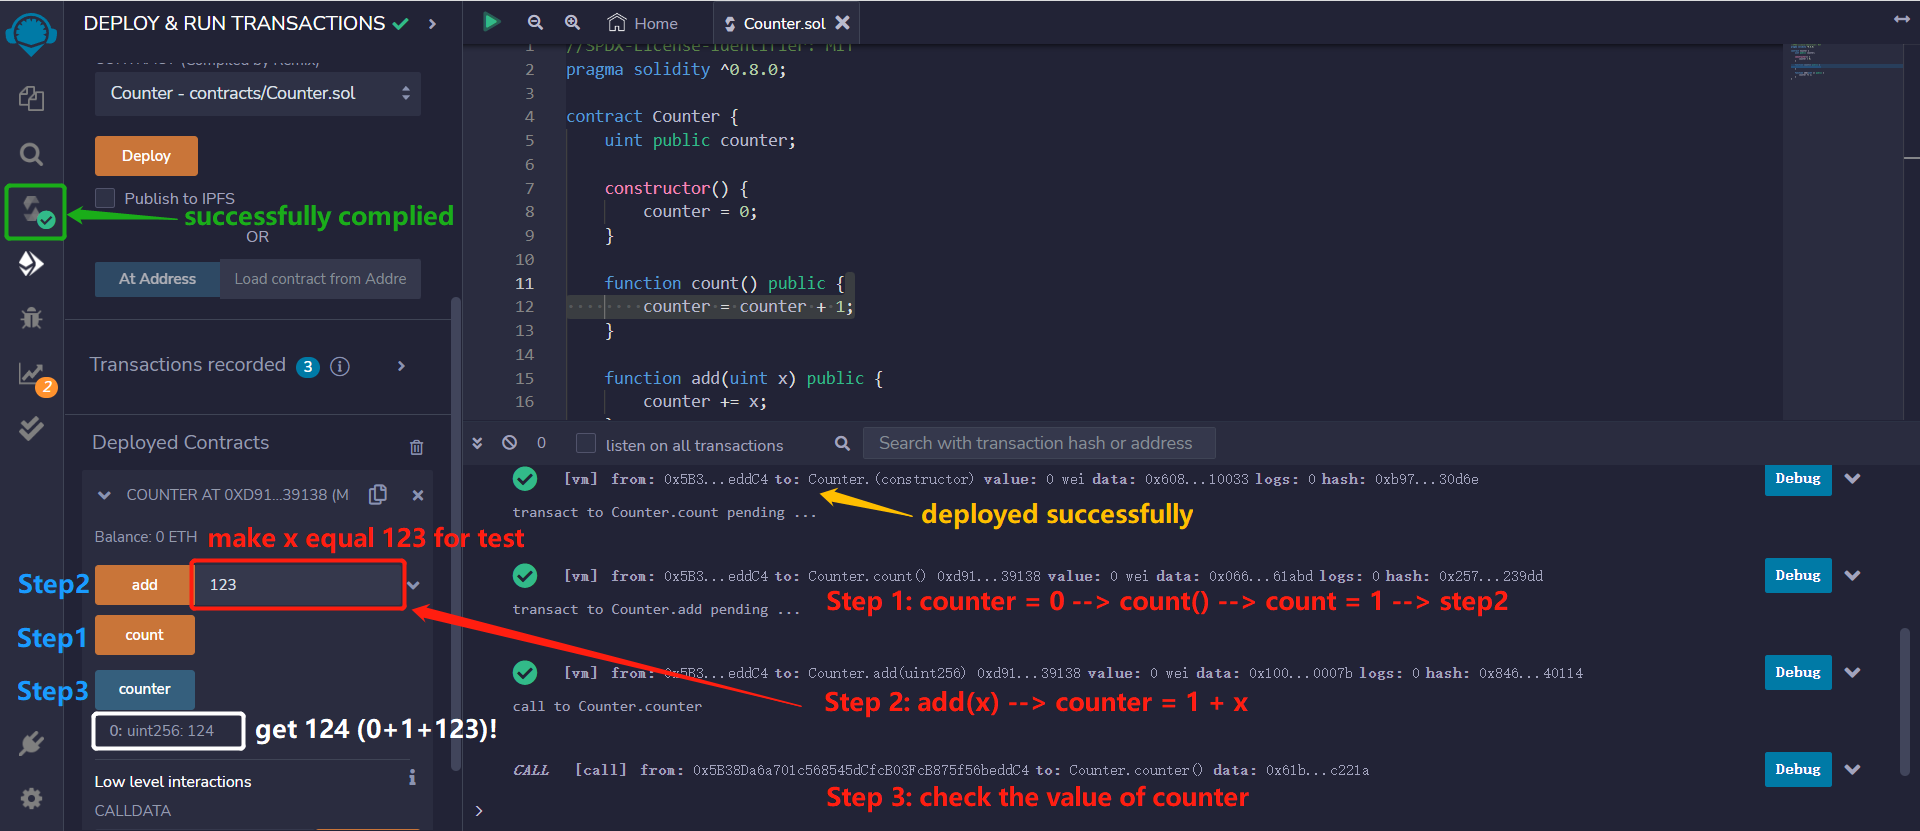 DEPLOY & RUN TRANSACTIONS
CONTRACT (Compiled by Remix)
Counter - contracts/Counter.sol
Deploy
Publish to IPFS
successfully complied
OR
At Address
Load contract from Addre
Transactions recorded 3
2
Deployed Contracts
COUNTER AT 0XD91...39138 (M
Balance: 0 ETH
make x equal 123 for test
Step2
add
123
Step1
count
Step3
counter
0: uint256: 124
get 124 (0+1+123)!
Low level interactions
CALLDATA
Home
Counter.sol
1 //SPDX-License-Identifier: MIT
2 pragma solidity ^0.8.0;
3
4 contract Counter {
5 uint public counter;
6
7 constructor() {
8 counter = 0;
9 }
10
11 function count() public {
12 counter = counter + 1;
13 }
14
15 function add(uint x) public {
16 counter += x;
0
listen on all transactions
Search with transaction hash or address
[vm] from: 0x5B3...eddC4 to: Counter.(constructor) value: 0 wei data: 0x608...10033 logs: 0 hash: 0xb97...30d6e
Debug
transact to Counter.count pending ...
deployed successfully
[vm] from: 0x5B3...eddC4 to: Counter.count() 0xd91...39138 value: 0 wei data: 0x066...61abd logs: 0 hash: 0x257...239dd
Debug
transact to Counter.add pending ...
Step 1: counter = 0 --> count() --> count = 1 --> step2
[vm] from: 0x5B3...eddC4 to: Counter.add(uint256) 0xd91...39138 value: 0 wei data: 0x100...0007b logs: 0 hash: 0x846...40114
Debug
call to Counter.counter
Step 2: add(x) --> counter = 1 + x
CALL [call] from: 0x5B38Da6a701c568545dCfcB03FcB875f56beddC4 to: Counter.counter() data: 0x61b...c221a
Debug
Step 3: check the value of counter
>